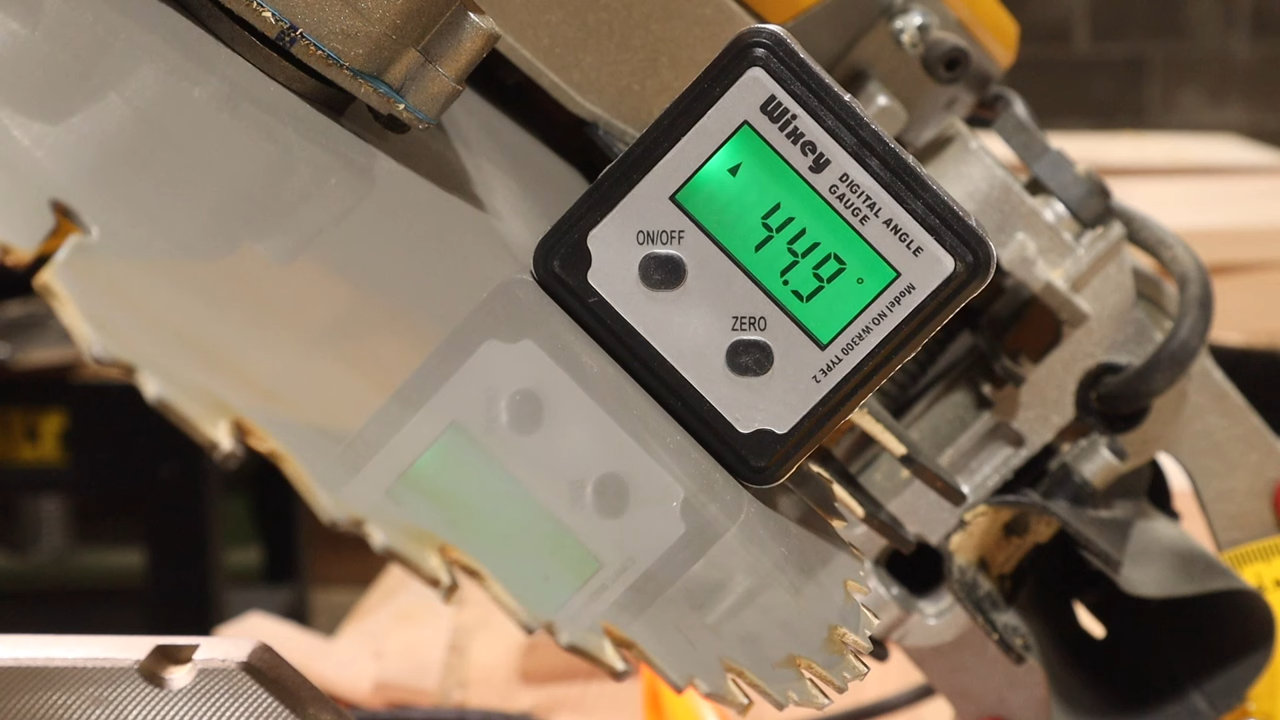 Wixey
DIGITAL ANGLE
GAUGE
44.9°
ON/OFF
ZERO
Model NO.WR300 TYPE 2